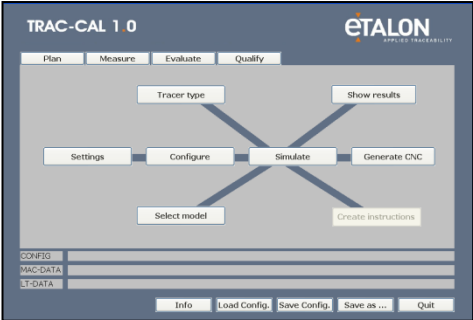 TRAC-CAL 1.0
eTALON
APPLIED TRACEABILITY
Plan Measure Evaluate Qualify
Tracer type Show results
Settings Configure Simulate Generate CNC
Select model Create instructions
CONFIG
MAC-DATA
LT-DATA
Info Load Config. Save Config. Save as ... Quit